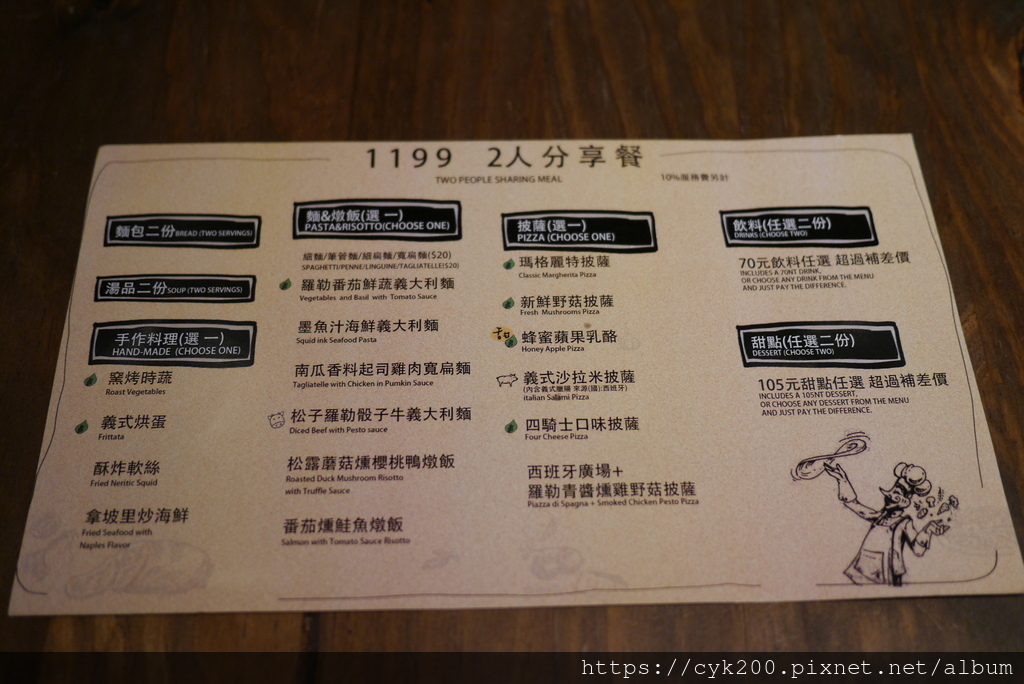 1199 2人分享餐
TWO PEOPLE SHARING MEAL
10%服務費另計
麵包二份 BREAD (TWO SERVINGS)
湯品二份 SOUP (TWO SERVINGS)
手作料理(選一)
HAND-MADE (CHOOSE ONE)
窯烤時蔬
Roast Vegetables
義式烘蛋
Frittata
酥炸軟絲
Fried Neritic Squid
拿坡里炒海鮮
Fried Seafood with
Naples Flavor
麵&燉飯(選一)
PASTA&RISOTTO(CHOOSE ONE)
細麵/筆管麵/細扁麵/寬扁麵($20)
SPAGHETTI/PENNE/LINGUINE/TAGLIATELLE($20)
羅勒番茄鮮蔬義大利麵
Vegetables and Basil with Tomato Sauce
墨魚汁海鮮義大利麵
Squid ink Seafood Pasta
南瓜香料起司雞肉寬扁麵
Tagliatelle with Chicken in Pumkin Sauce
松子羅勒骰子牛義大利麵
Diced Beef with Pesto sauce
松露蘑菇燻櫻桃鴨燉飯
Roasted Duck Mushroom Risotto
with Truffle Sauce
番茄燻鮭魚燉飯
Salmon with Tomato Sauce Risotto
披薩(選一)
PIZZA (CHOOSE ONE)
瑪格麗特披薩
Classic Margherita Pizza
新鮮野菇披薩
Fresh Mushrooms Pizza
蜂蜜蘋果乳酪
Honey Apple Pizza
義式沙拉米披薩
(內含義式臘腸 來源(國):西班牙)
italian Salami Pizza
四騎士口味披薩
Four Cheese Pizza
西班牙廣場+
羅勒青醬燻雞野菇披薩
Piazza di Spagna + Smoked Chicken Pesto Pizza
飲料(任選二份)
DRINKS (CHOOSE TWO)
70元飲料任選 超過補差價
INCLUDES A 70NT DRINK,
OR CHOOSE ANY DRINK FROM THE MENU
AND JUST PAY THE DIFFERENCE.
甜點(任選二份)
DESSERT (CHOOSE TWO)
105元甜點任選 超過補差價
INCLUDES A 105NT DESSERT,
OR CHOOSE ANY DESSERT FROM THE MENU
AND JUST PAY THE DIFFERENCE.
https://cyk200.pixnet.net/album